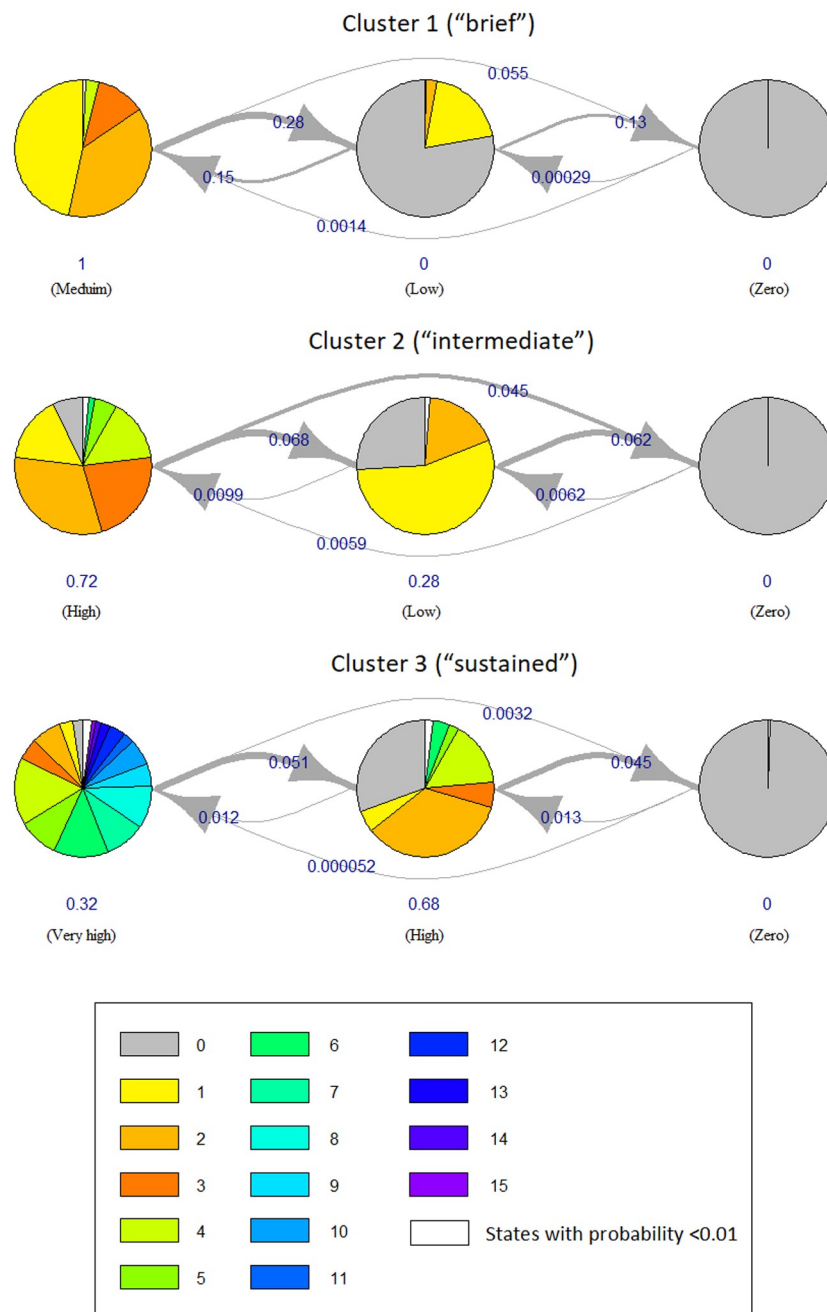 Cluster 1 (“brief”)
0.055
0.28
0.13
0.15
0.00029
0.0014
1
0
0
(Meduim)
(Low)
(Zero)
Cluster 2 (“intermediate”)
0.045
0.068
0.062
0.0099
0.0062
0.0059
0.72
0.28
0
(High)
(Low)
(Zero)
Cluster 3 (“sustained”)
0.0032
0.051
0.045
0.012
0.013
0.000052
0.32
0.68
0
(Very high)
(High)
(Zero)
0 6 12
1 7 13
2 8 14
3 9 15
4 10 States with probability <0.01
5 11